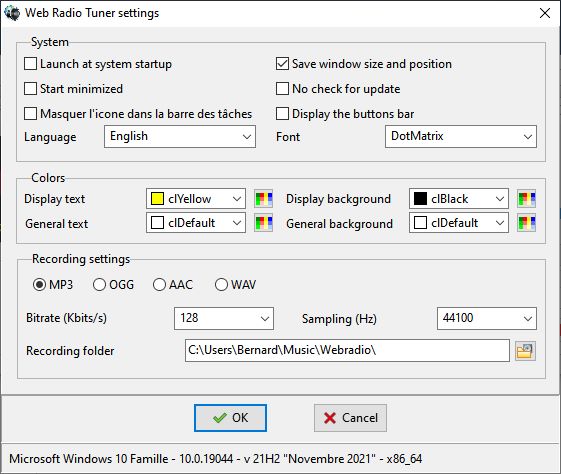 Web Radio Tuner settings
System
Launch at system startup
Save window size and position
Start minimized
No check for update
Masquer l'icone dans la barre des tâches
Display the buttons bar
Language English Font DotMatrix
Colors
Display text clYellow Display background clBlack
General text clDefault General background clDefault
Recording settings
MP3 OGG AAC WAV
Bitrate (Kbits/s) 128 Sampling (Hz) 44100
Recording folder C:\Users\Bernard\Music\Webradio\
OK Cancel
Microsoft Windows 10 Famille - 10.0.19044 - v 21H2 "Novembre 2021" - x86_64